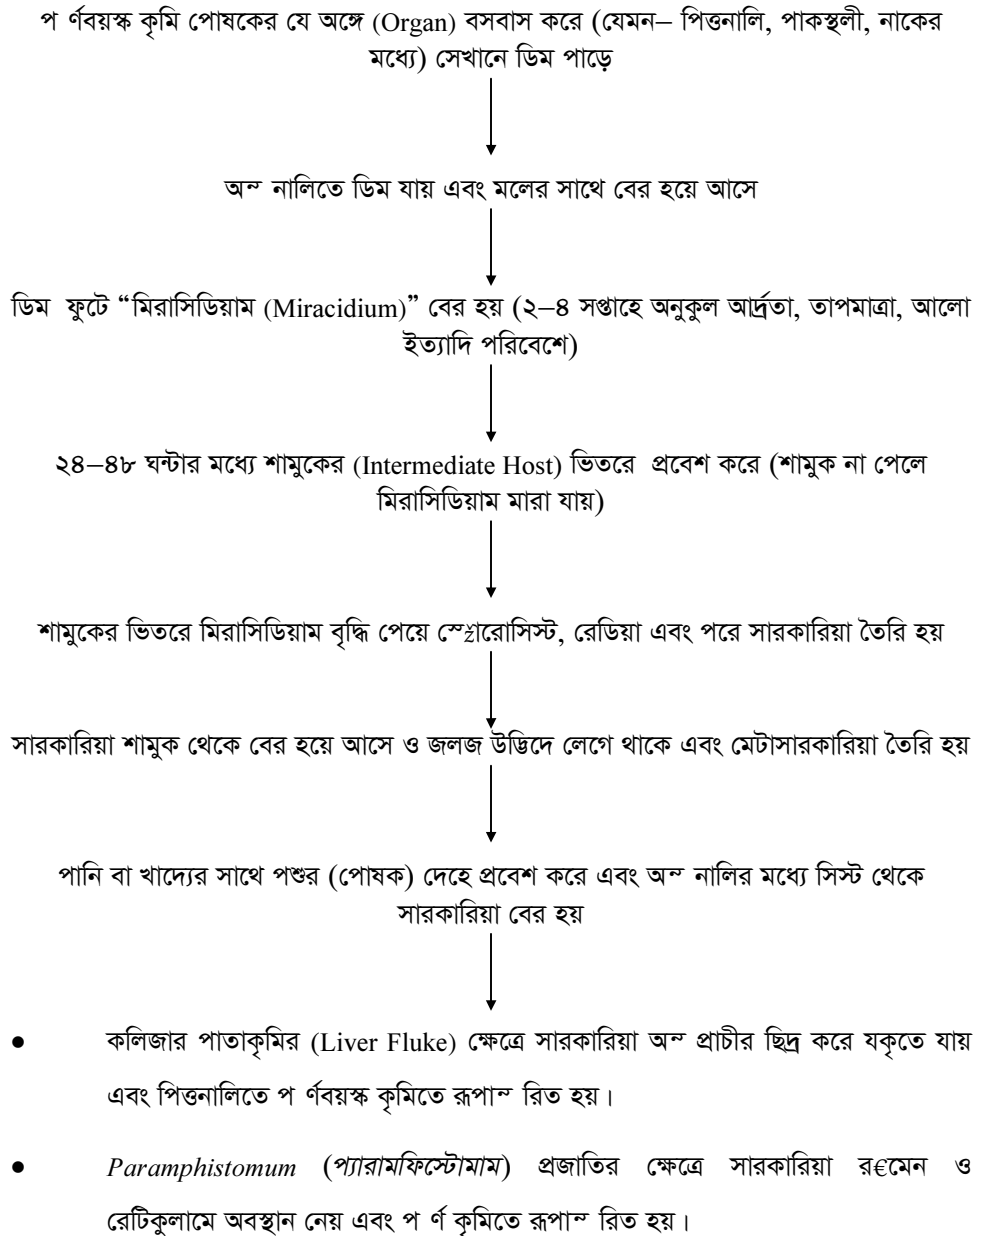 প র্ণবয়স্ক কৃমি পোষকের যে অঙ্গে (Organ) বসবাস করে (যেমন– পিত্তনালি, পাকস্থলী, নাকের
মধ্যে) সেখানে ডিম পাড়ে
অন্ নালিতে ডিম যায় এবং মলের সাথে বের হয়ে আসে
ডিম ফুটে “মিরাসিডিয়াম (Miracidium)” বের হয় (২–৪ সপ্তাহে অনুকুল আর্দ্রতা, তাপমাত্রা, আলো
ইত্যাদি পরিবেশে)
২৪–৪৮ ঘন্টার মধ্যে শামুকের (Intermediate Host) ভিতরে প্রবেশ করে (শামুক না পেলে
মিরাসিডিয়াম মারা যায়)
শামুকের ভিতরে মিরাসিডিয়াম বৃদ্ধি পেয়ে রেডিয়া এবং পরে সারকারিয়া তৈরি হয়
সারকারিয়া শামুক থেকে বের হয়ে আসে ও জলজ উদ্ভিদে লেগে থাকে এবং মেটাসারকারিয়া তৈরি হয়
পানি বা খাদ্যের সাথে পশুর (পোষক) দেহে প্রবেশ করে এবং অন্ নালির মধ্যে সিস্ট থেকে
সারকারিয়া বের হয়
● কলিজার পাতাকৃমির (Liver Fluke) ক্ষেত্রে সারকারিয়া অন্ প্রাচীর ছিদ্র করে যকৃতে যায়
এবং পিত্তনালিতে প র্ণবয়স্ক কৃমিতে রূপান্ রিত হয়।
● Paramphistomum (প্যারামফিস্টোমাম) প্রজাতির ক্ষেত্রে সারকারিয়া র€মেন ও
রেটিকুলামে অবস্থান নেয় এবং প র্ণ কৃমিতে রূপান্ রিত হয়।